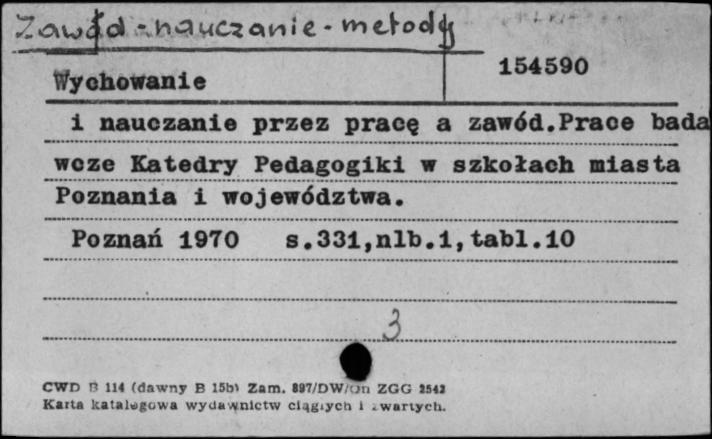 Zawód - nauczanie - metody
Wychowanie 154590
i nauczanie przez pracę a zawód.Prace bada
wcze Katedry Pedagogiki w szkołach miasta
Poznania i województwa.
Poznań 1970 s.331,nlb.1,tabl.10
3
CWD B 114 (dawny B 15b) Zam. 897/DW/On ZGG 2542
Karta katalogowa wydawnictw ciągłych i zwartych.